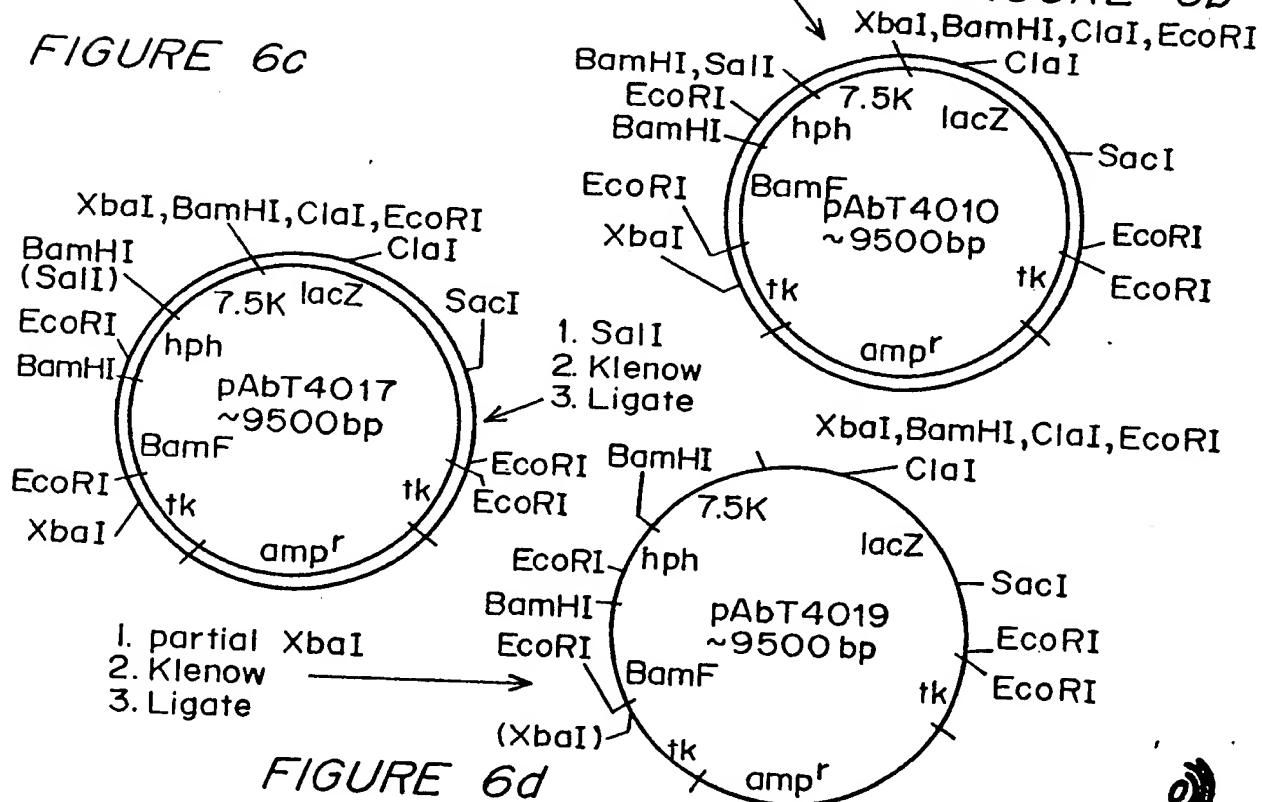 FIGURE 6b
FIGURE 6c
XbaI,BamHI,ClaI,EcoRI
ClaI
BamHI,SalI
EcoRI
BamHI
7.5K
lacZ
hph
SacI
EcoRI
BamF
pAbT4010
~9500bp
XbaI
EcoRI
EcoRI
tk
tk
ampr
XbaI,BamHI,ClaI,EcoRI
ClaI
BamHI
(SalI)
7.5K
lacZ
SacI
EcoRI
hph
BamHI
pAbT4017
~9500bp
BamF
EcoRI
EcoRI
EcoRI
tk
tk
XbaI
ampr
1. SalI
2. Klenow
3. Ligate
XbaI,BamHI,ClaI,EcoRI
ClaI
BamHI
7.5K
lacZ
EcoRI
hph
SacI
BamHI
pAbT4019
~9500 bp
EcoRI
EcoRI
BamF
EcoRI
tk
(XbaI)
tk
ampr
1. partial XbaI
2. Klenow
3. Ligate
FIGURE 6d